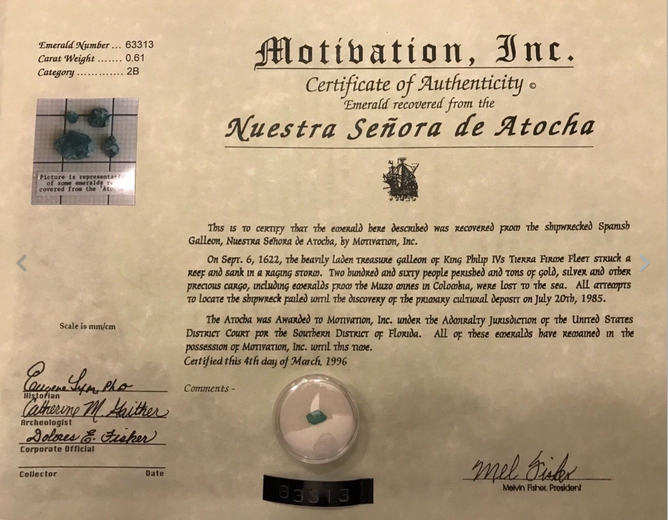 Emerald Number ... 63313
Carat Weight ....... 0.61
Category ............. 2B
Motivation, Inc.
Certificate of Authenticity ©
Emerald recovered from the
Nuestra Señora de Atocha
Picture is representati
of some emeralds re
covered from the "Ato
This is to certify that the emerald here described was recovered from the shipwrecked Spanish
Galleon, Nuestra Señora de Atocha, by Motivation, Inc.
On Sept. 6, 1622, the heavily laden treasure galleon of King Philip IVs Tierra Firme Fleet struck a
reef and sank in a raging storm. Two hundred and sixty people perished and tons of gold, silver and other
precious cargo, including emeralds from the Muzo mines in Colombia, were lost to the sea. All attempts
to locate the shipwreck failed until the discovery of the primary cultural deposit on July 20th, 1985.
The Atocha was Awarded to Motivation, Inc. under the Admiralty Jurisdiction of the United States
District Court for the Southern District of Florida. All of these emeralds have remained in the
possession of Motivation, Inc. until this time.
Certified this 4th day of March, 1996
Scale is mm/cm
Comments -
Eugene Lyon PhD
Historian
Catherine M. Gaither
Archeologist
Dolores E. Fisher
Corporate Official
Collector Date
63313
Mel Fisher
Melvin Fisher, President